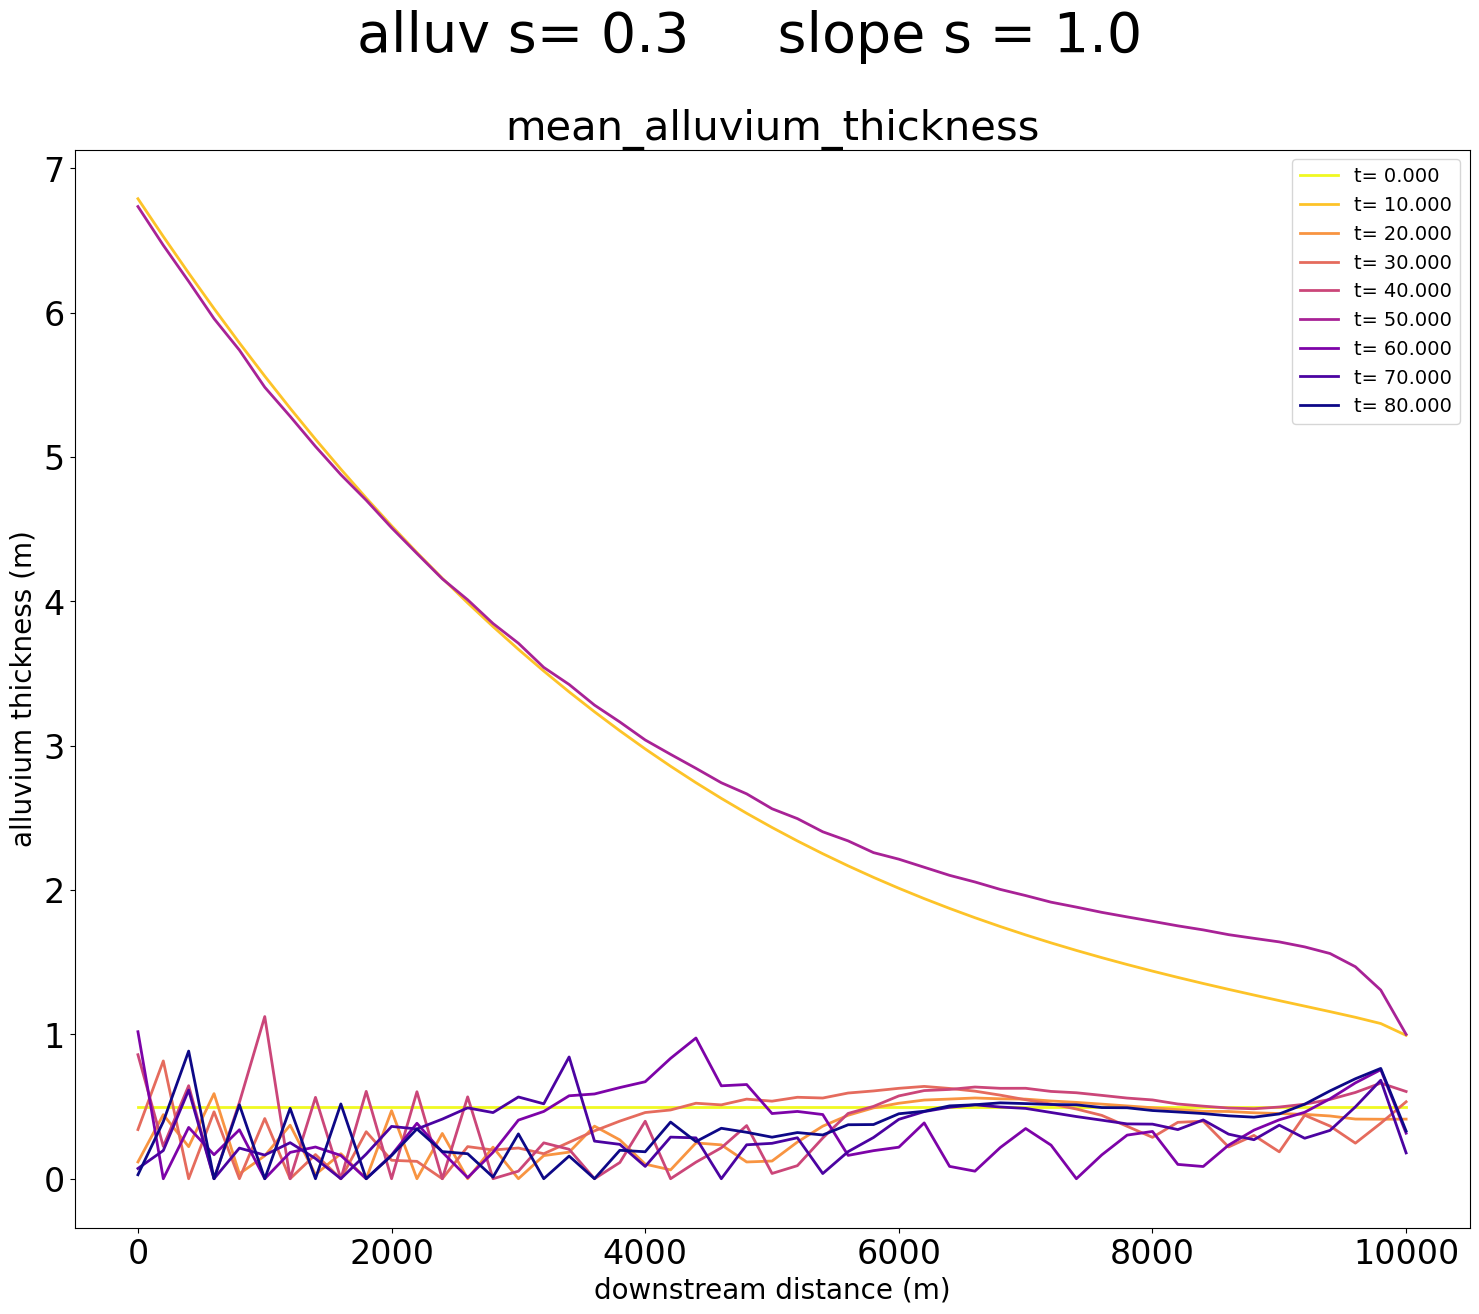 alluv s= 0.3     slope s = 1.0
mean_alluvium_thickness
7
6
5
4
3
2
1
0
alluvium thickness (m)
t= 0.000
t= 10.000
t= 20.000
t= 30.000
t= 40.000
t= 50.000
t= 60.000
t= 70.000
t= 80.000
0 2000 4000 6000 8000 10000
downstream distance (m)